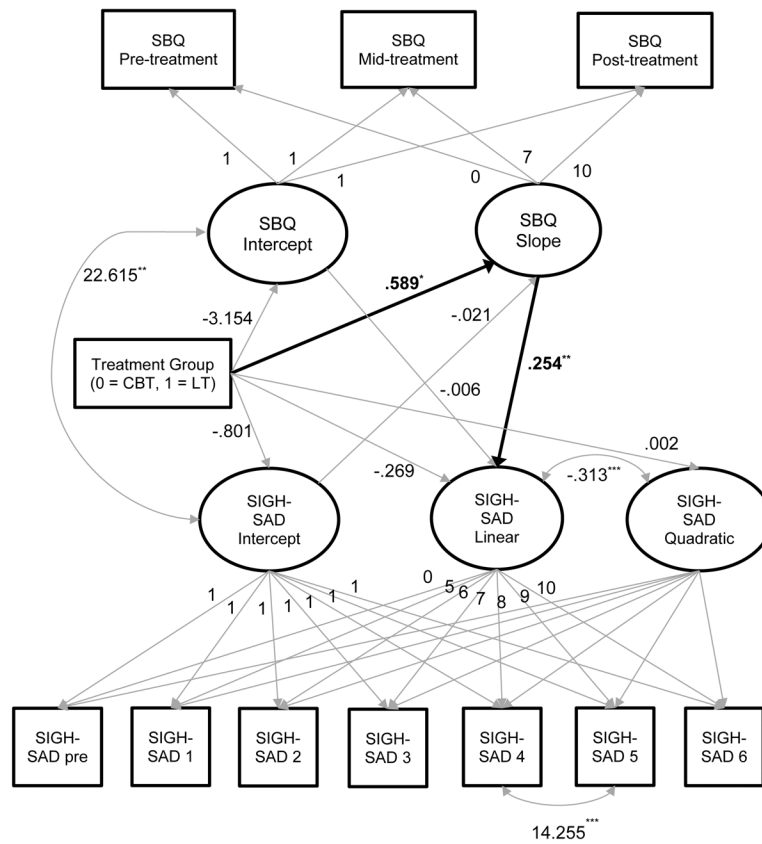 SBQ
Pre-treatment
SBQ
Mid-treatment
SBQ
Post-treatment
1
1
1
0
7
10
SBQ
Intercept
SBQ
Slope
22.615**
-3.154
.589*
-.021
.254**
-.006
Treatment Group
(0 = CBT, 1 = LT)
-.801
-.269
.002
-.313***
SIGH-
SAD
Intercept
SIGH-
SAD
Linear
SIGH-
SAD
Quadratic
1
1
1
1
1
1
1
0
5
6
7
8
9
10
SIGH-
SAD pre
SIGH-
SAD 1
SIGH-
SAD 2
SIGH-
SAD 3
SIGH-
SAD 4
SIGH-
SAD 5
SIGH-
SAD 6
14.255***